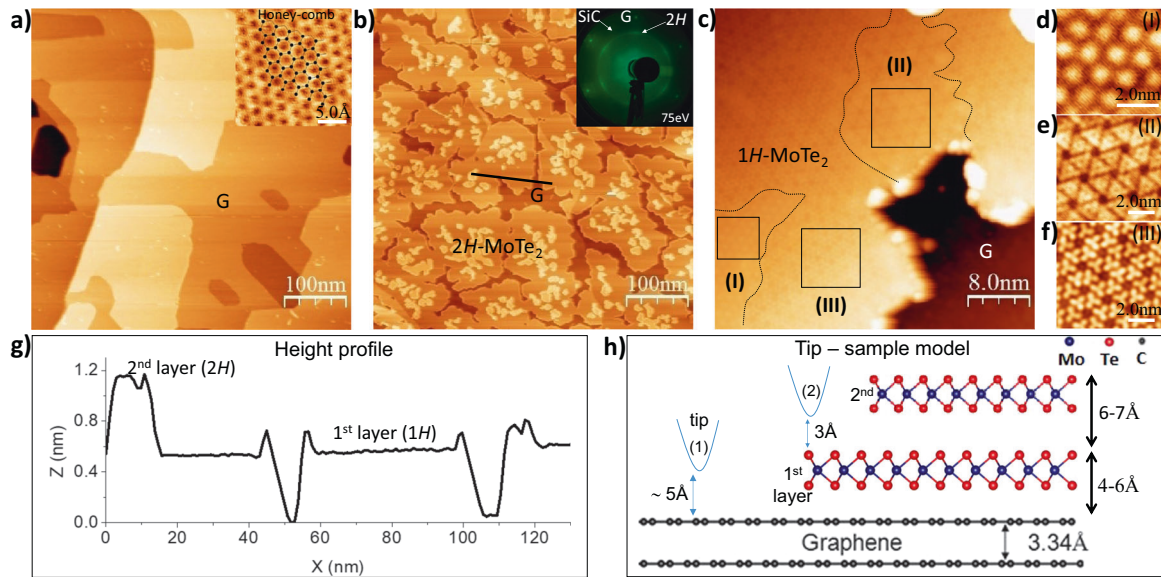 a)
Honey-comb
5.0Å
G
100nm
b)
SiC
G
2H
75eV
G
2H-MoTe₂
100nm
c)
(II)
1H-MoTe₂
(I)
(III)
G
8.0nm
d)
(I)
2.0nm
e)
(II)
2.0nm
f)
(III)
2.0nm
g)
Height profile
2nd layer (2H)
1st layer (1H)
Z (nm)
1.2
0.8
0.4
0.0
0
20
40
60
80
100
120
X (nm)
h)
Tip – sample model
Mo
Te
C
tip
(1)
(2)
2nd
3Å
1st
layer
~ 5Å
6-7Å
4-6Å
Graphene
3.34Å